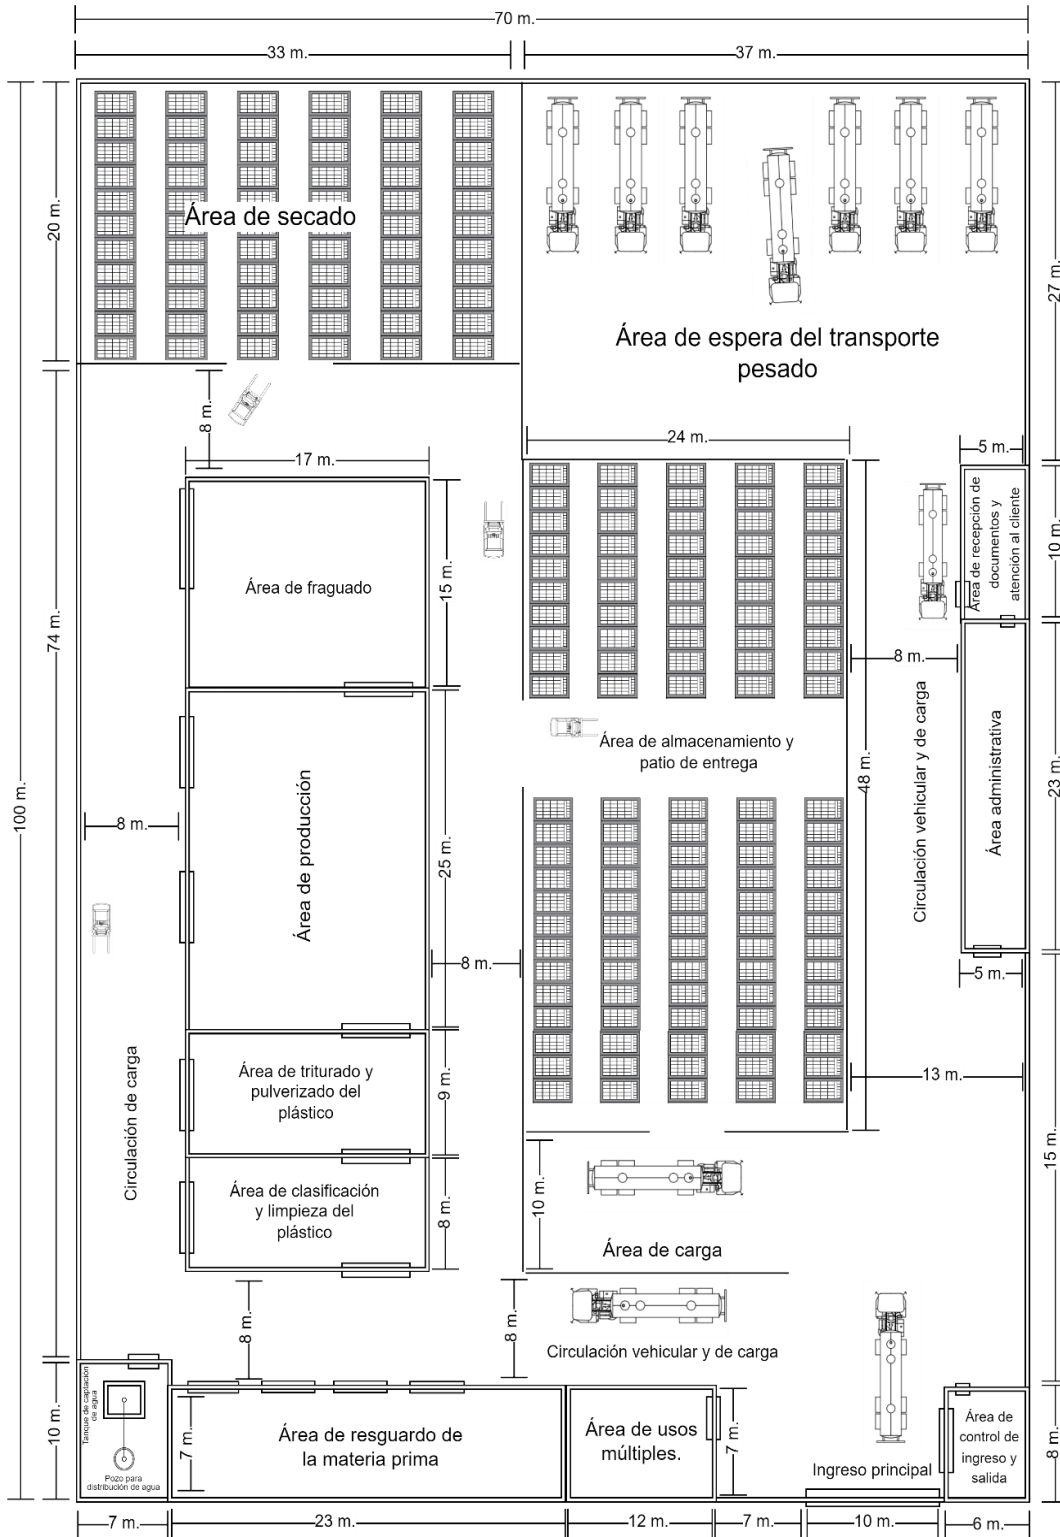 70 m.
33 m.
37 m.
Área de secado
20 m.
27 m.
Área de espera del transporte
pesado
100 m.
74 m.
8 m.
24 m.
5 m.
17 m.
Área de fraguado
15 m.
Área de recepción de
documentos y
atención al cliente
10 m.
8 m.
Área de almacenamiento y
patio de entrega
48 m.
Circulación vehicular y de carga
Área administrativa
23 m.
8 m.
Área de producción
25 m.
8 m.
5 m.
Circulación de carga
Área de triturado y
pulverizado del
plástico
9 m.
13 m.
Área de clasificación
y limpieza del
plástico
8 m.
10 m.
Área de carga
15 m.
8 m.
8 m.
Circulación vehicular y de carga
10 m.
Tanque de captación
de agua
Pozo para
distribución de agua
7 m.
Área de resguardo de
la materia prima
Área de usos
múltiples.
7 m.
Ingreso principal
Área de
control de
ingreso y
salida
8 m.
7 m.
23 m.
12 m.
7 m.
10 m.
6 m.